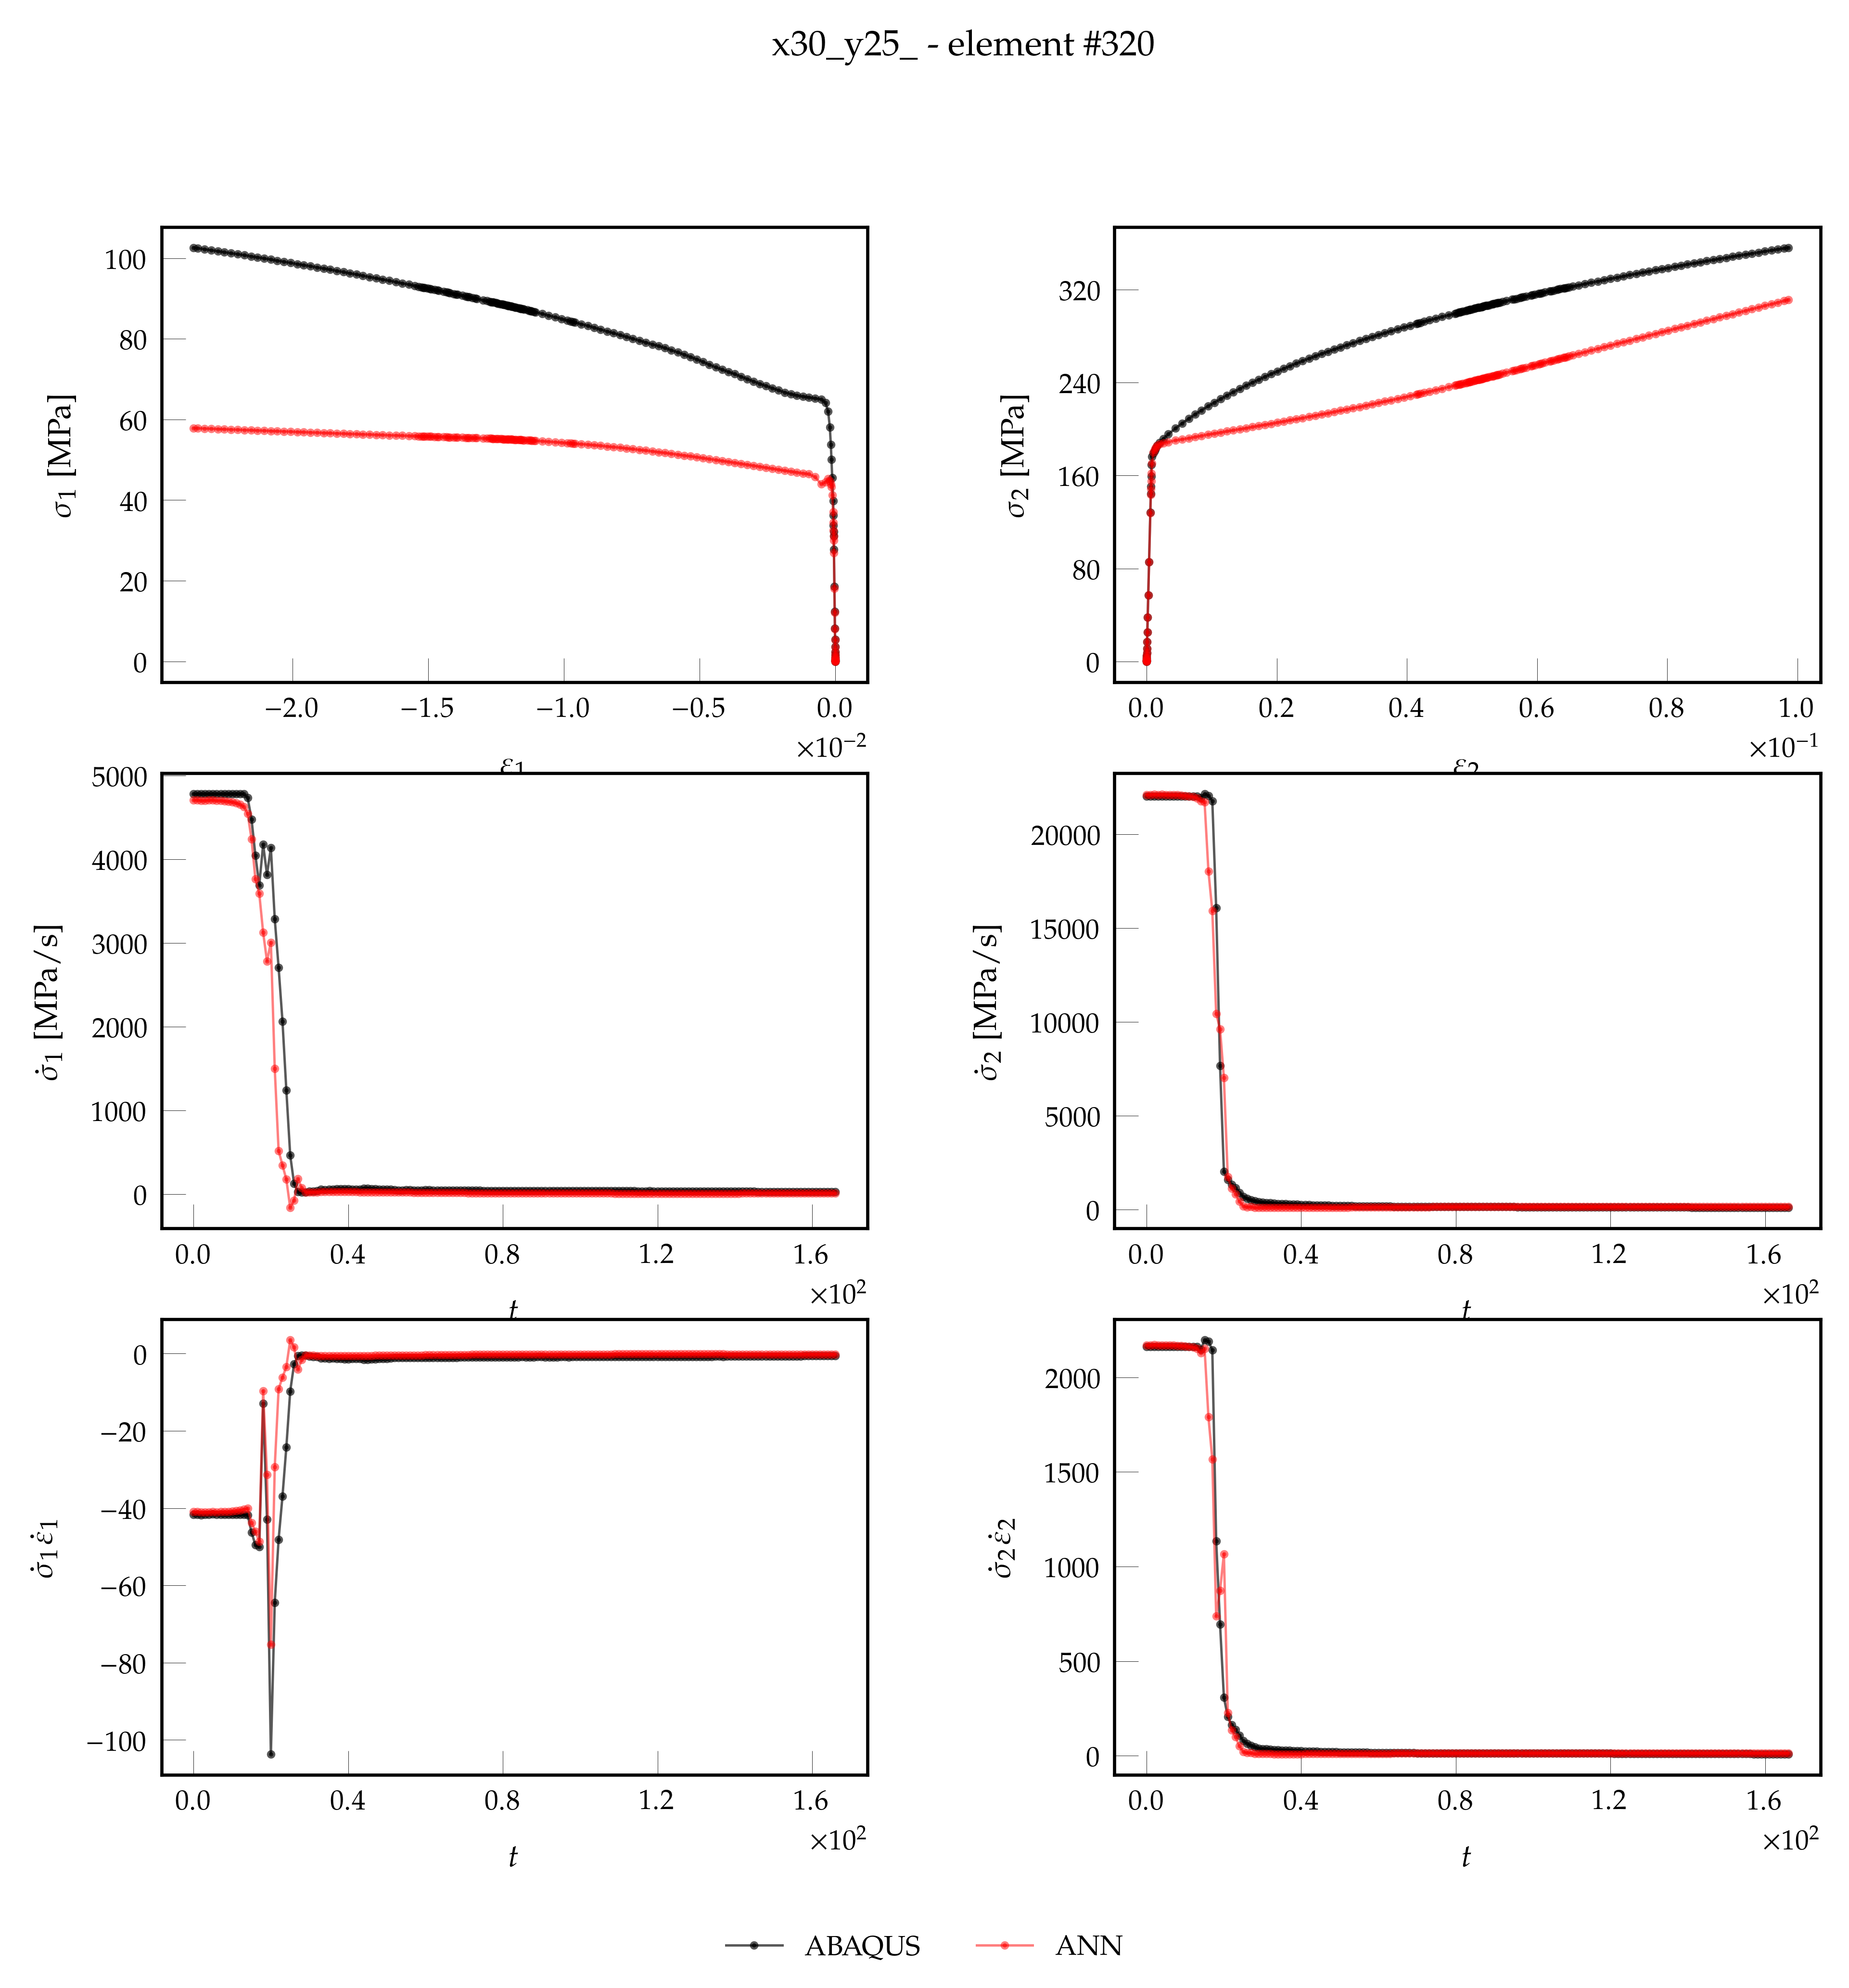 x30_y25_ - element #320
σ₁ [MPa]
100
80
60
40
20
0
−2.0 −1.5 −1.0 −0.5 0.0
×10⁻²
ε₁
σ₂ [MPa]
320
240
160
80
0
0.0 0.2 0.4 0.6 0.8 1.0
×10⁻¹
ε₂
σ̇₁ [MPa/s]
5000
4000
3000
2000
1000
0
0.0 0.4 0.8 1.2 1.6
×10²
t
σ̇₂ [MPa/s]
20000
15000
10000
5000
0
0.0 0.4 0.8 1.2 1.6
×10²
t
σ̇₁ε̇₁
0
−20
−40
−60
−80
−100
0.0 0.4 0.8 1.2 1.6
×10²
t
σ̇₂ε̇₂
2000
1500
1000
500
0
0.0 0.4 0.8 1.2 1.6
×10²
t
ABAQUS ANN